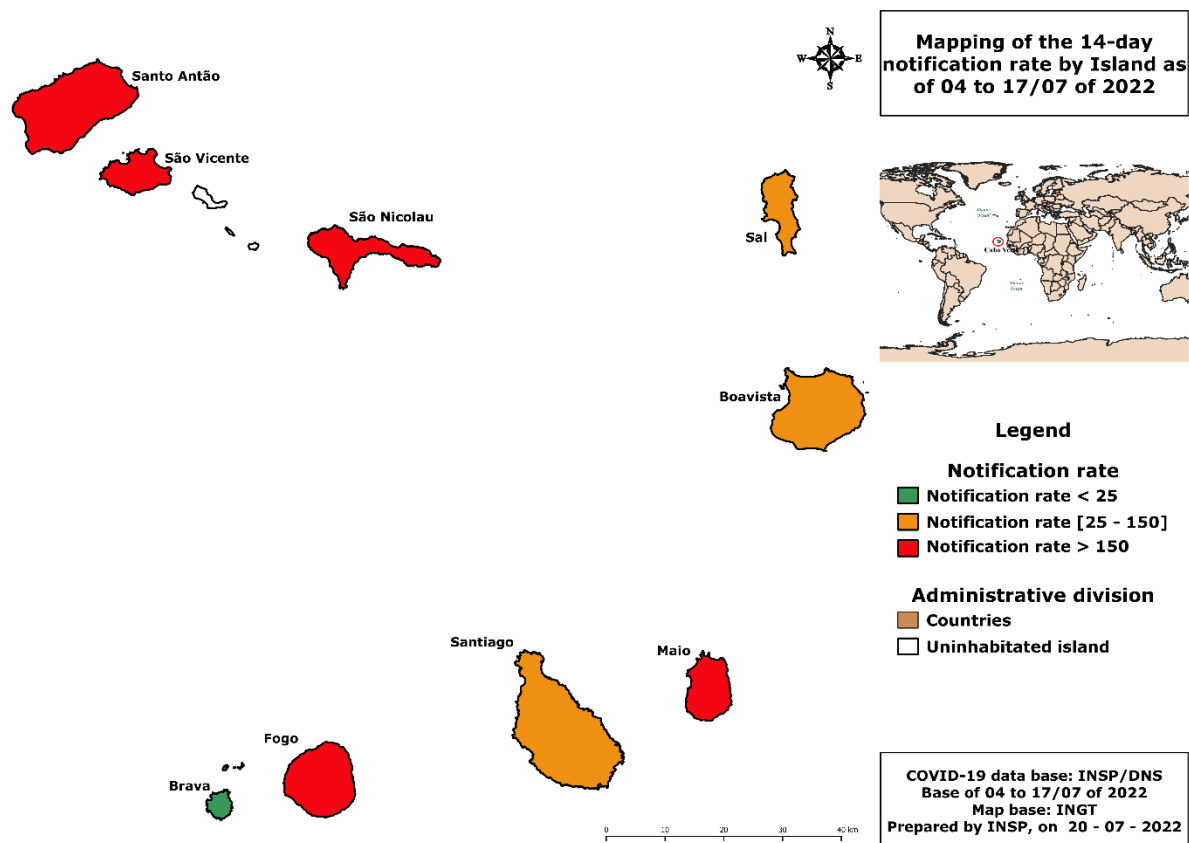 Mapping of the 14-day
notification rate by Island as
of 04 to 17/07 of 2022
N
W
E
S
Santo Antão
São Vicente
São Nicolau
Sal
Boavista
Santiago
Maio
Fogo
Brava
Legend
Notification rate
Notification rate < 25
Notification rate [25 - 150]
Notification rate > 150
Administrative division
Countries
Uninhabitated island
0 10 20 30 40 km
COVID-19 data base: INSP/DNS
Base of 04 to 17/07 of 2022
Map base: INGT
Prepared by INSP, on 20 - 07 - 2022